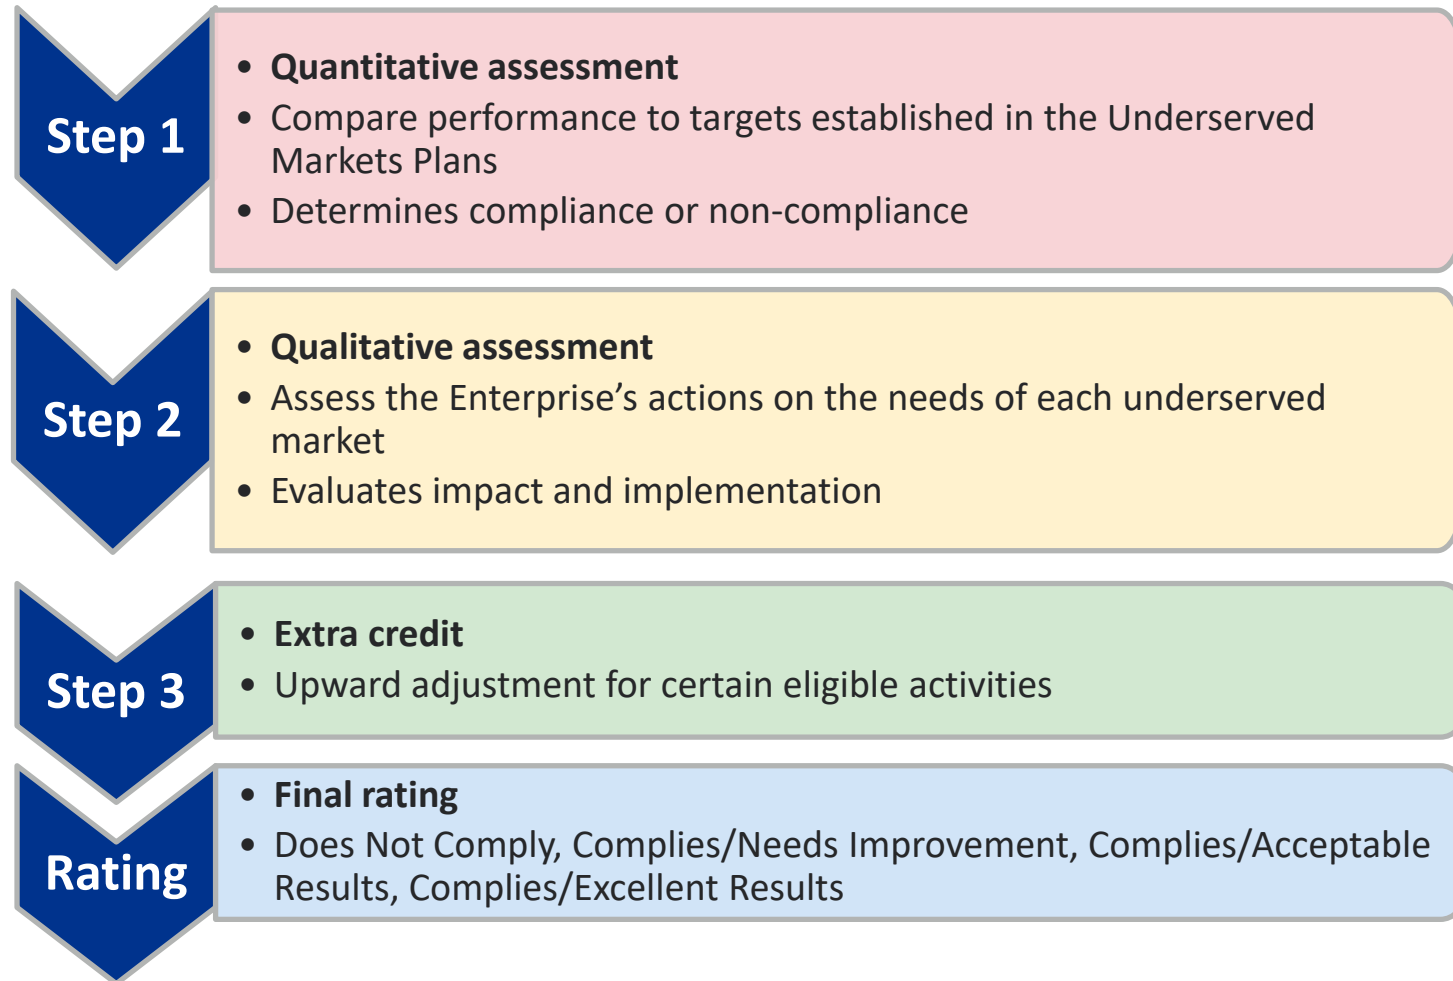 Step 1
• Quantitative assessment
• Compare performance to targets established in the Underserved
Markets Plans
• Determines compliance or non-compliance
Step 2
• Qualitative assessment
• Assess the Enterprise’s actions on the needs of each underserved
market
• Evaluates impact and implementation
Step 3
• Extra credit
• Upward adjustment for certain eligible activities
Rating
• Final rating
• Does Not Comply, Complies/Needs Improvement, Complies/Acceptable
Results, Complies/Excellent Results